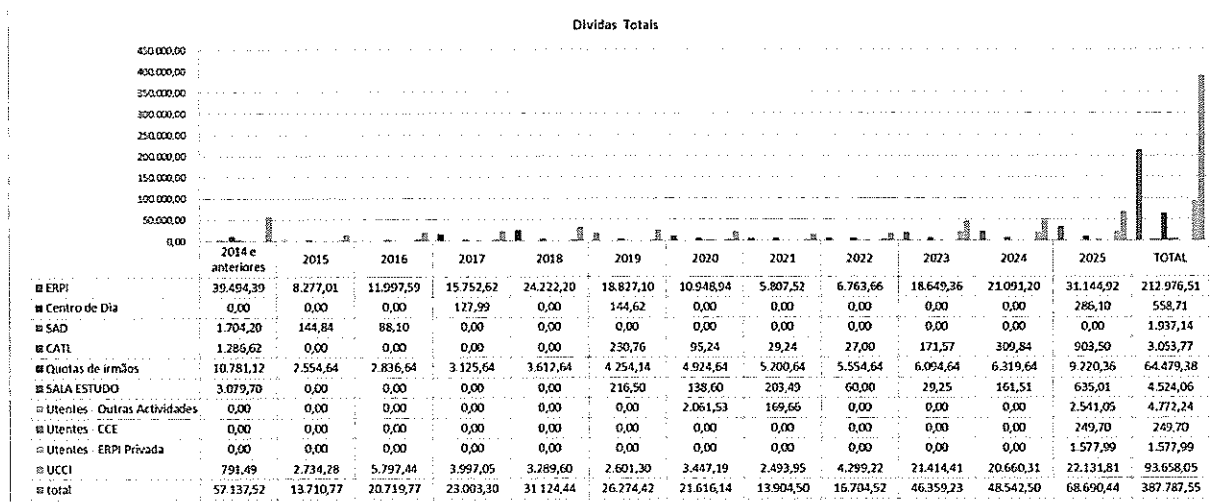 Dividas Totais
450.000,00
400.000,00
350.000,00
300.000,00
250.000,00
200.000,00
150.000,00
100.000,00
50.000,00
0,00
2014 e anteriores 2015 2016 2017 2018 2019 2020 2021 2022 2023 2024 2025 TOTAL
ERPI 39.494,39 8.277,01 11.997,59 15.752,62 24.222,20 18.827,10 10.948,94 5.807,52 6.763,66 18.649,36 21.091,20 31.144,92 212.976,51
Centro de Dia 0,00 0,00 0,00 127,99 0,00 144,62 0,00 0,00 0,00 0,00 0,00 286,10 558,71
SAD 1.704,20 144,84 88,10 0,00 0,00 0,00 0,00 0,00 0,00 0,00 0,00 0,00 1.937,14
CATL 1.286,62 0,00 0,00 0,00 0,00 230,76 95,24 29,24 27,00 171,57 309,84 903,50 3.053,77
Quotas de irmãos 10.781,12 2.554,64 2.836,64 3.125,64 3.612,64 4.254,14 4.924,64 5.200,64 5.554,64 6.094,64 6.319,64 9.220,36 64.479,38
SALA ESTUDO 3.079,70 0,00 0,00 0,00 0,00 216,50 138,60 203,49 60,00 29,25 161,51 635,01 4.524,06
Utentes - Outras Actividades 0,00 0,00 0,00 0,00 0,00 0,00 2.061,53 169,66 0,00 0,00 0,00 2.541,05 4.772,24
Utentes - CCE 0,00 0,00 0,00 0,00 0,00 0,00 0,00 0,00 0,00 0,00 0,00 249,70 249,70
Utentes - ERPI Privada 0,00 0,00 0,00 0,00 0,00 0,00 0,00 0,00 0,00 0,00 0,00 1.577,99 1.577,99
UCCI 791,49 2.734,28 5.797,44 3.997,05 3.289,60 2.601,30 3.447,19 2.493,95 4.299,22 21.414,41 20.660,31 22.131,81 93.658,05
total 57.137,52 13.710,77 20.719,77 23.003,30 31.124,44 26.274,42 21.616,14 13.904,50 16.704,52 46.359,23 48.542,50 68.690,44 387.787,55